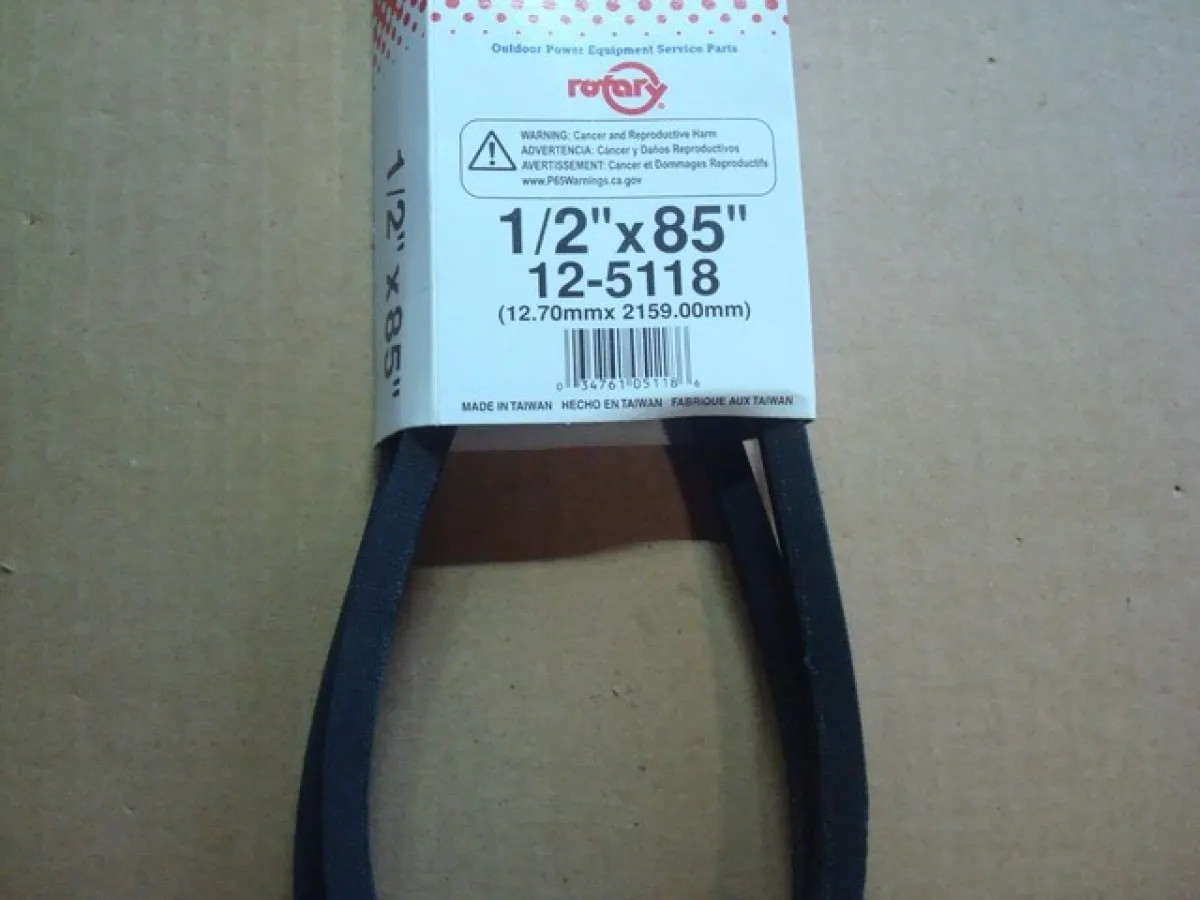 Outdoor Power Equipment Service Parts
rotary
WARNING: Cancer and Reproductive Harm
ADVERTENCIA: Cáncer y Daños Reproductivos
AVERTISSEMENT: Cancer et Dommages Reproductifs
www.P65Warnings.ca.gov
1/2" x 85"
12-5118
(12.70mmx 2159.00mm)
0 34761 05118 6
MADE IN TAIWAN HECHO EN TAIWAN FABRIQUE AUX TAIWAN
1/2" x 85"